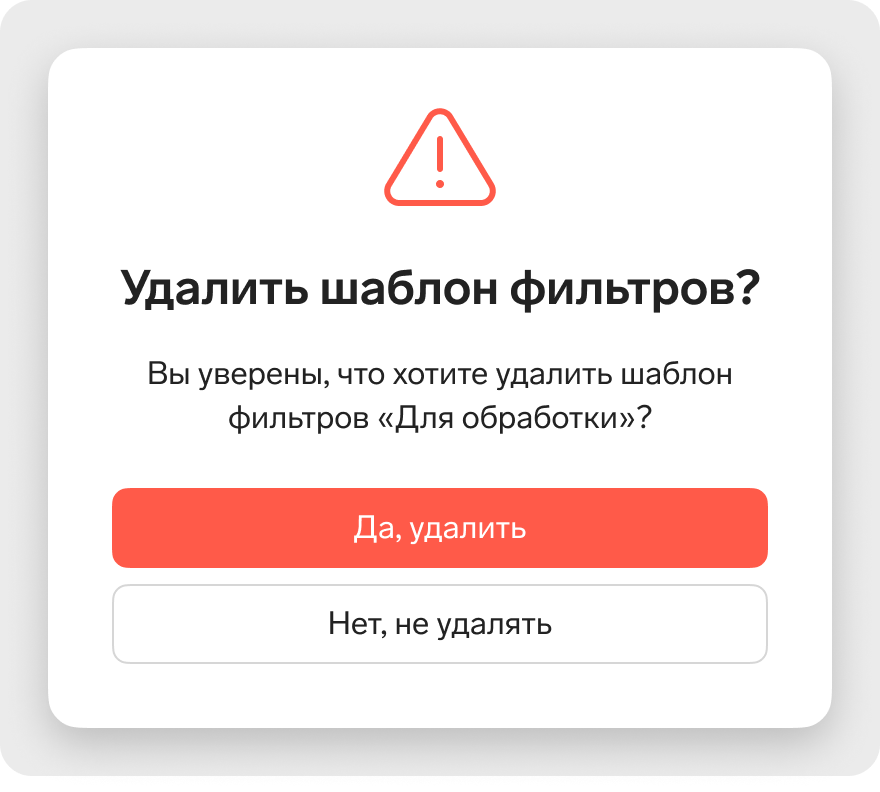 Удалить шаблон фильтров?
Вы уверены, что хотите удалить шаблон
фильтров «Для обработки»?
Да, удалить
Нет, не удалять